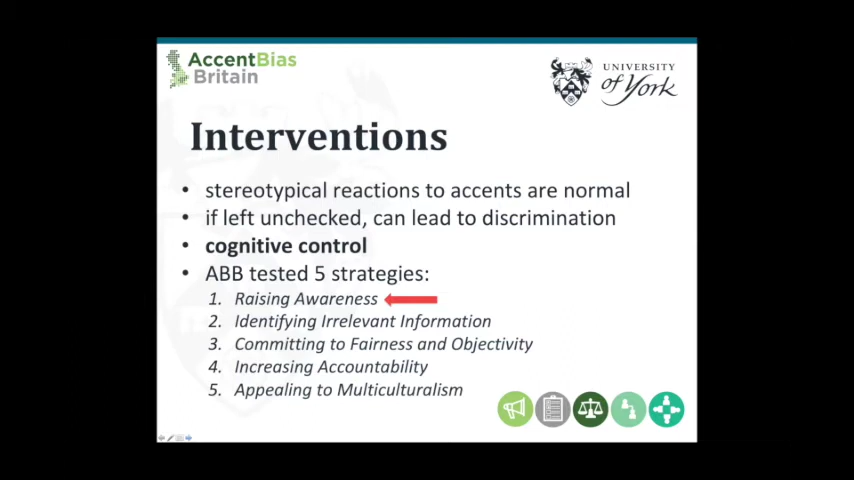 AccentBias
Britain
UNIVERSITY
of York
Interventions
• stereotypical reactions to accents are normal
• if left unchecked, can lead to discrimination
• cognitive control
• ABB tested 5 strategies:
1. Raising Awareness
2. Identifying Irrelevant Information
3. Committing to Fairness and Objectivity
4. Increasing Accountability
5. Appealing to Multiculturalism